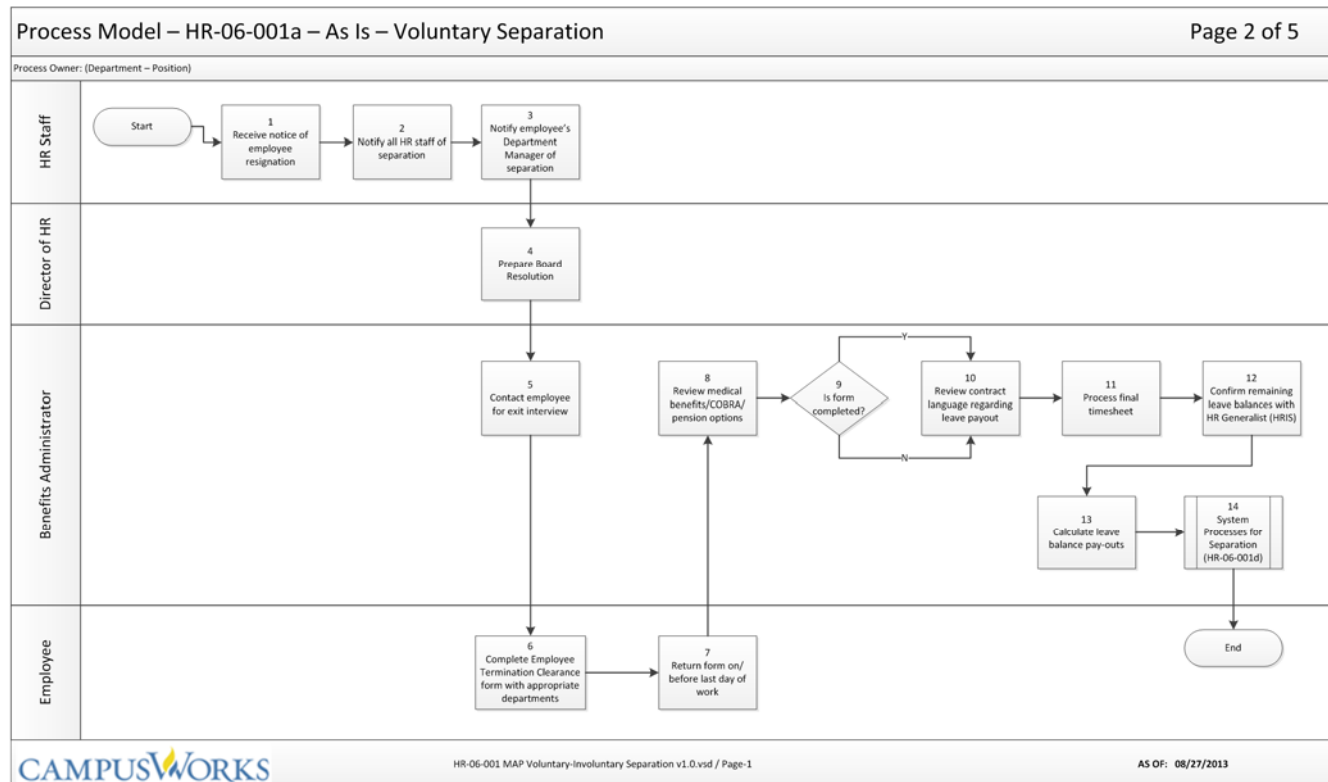 Process Model – HR-06-001a – As Is – Voluntary Separation
Page 2 of 5
Process Owner: (Department – Position)
HR Staff
Start
1
Receive notice of
employee
resignation
2
Notify all HR staff of
separation
3
Notify employee's
Department
Manager of
separation
Director of HR
4
Prepare Board
Resolution
Benefits Administrator
5
Contact employee
for exit interview
8
Review medical
benefits/COBRA/
pension options
9
Is form
completed?
Y
N
10
Review contract
language regarding
leave payout
11
Process final
timesheet
12
Confirm remaining
leave balances with
HR Generalist (HRIS)
13
Calculate leave
balance pay-outs
14
System
Processes for
Separation
(HR-06-001d)
Employee
6
Complete Employee
Termination Clearance
form with appropriate
departments
7
Return form on/
before last day of
work
End
CAMPUSWORKS
HR-06-001 MAP Voluntary-Involuntary Separation v1.0.vsd / Page-1
AS OF: 08/27/2013